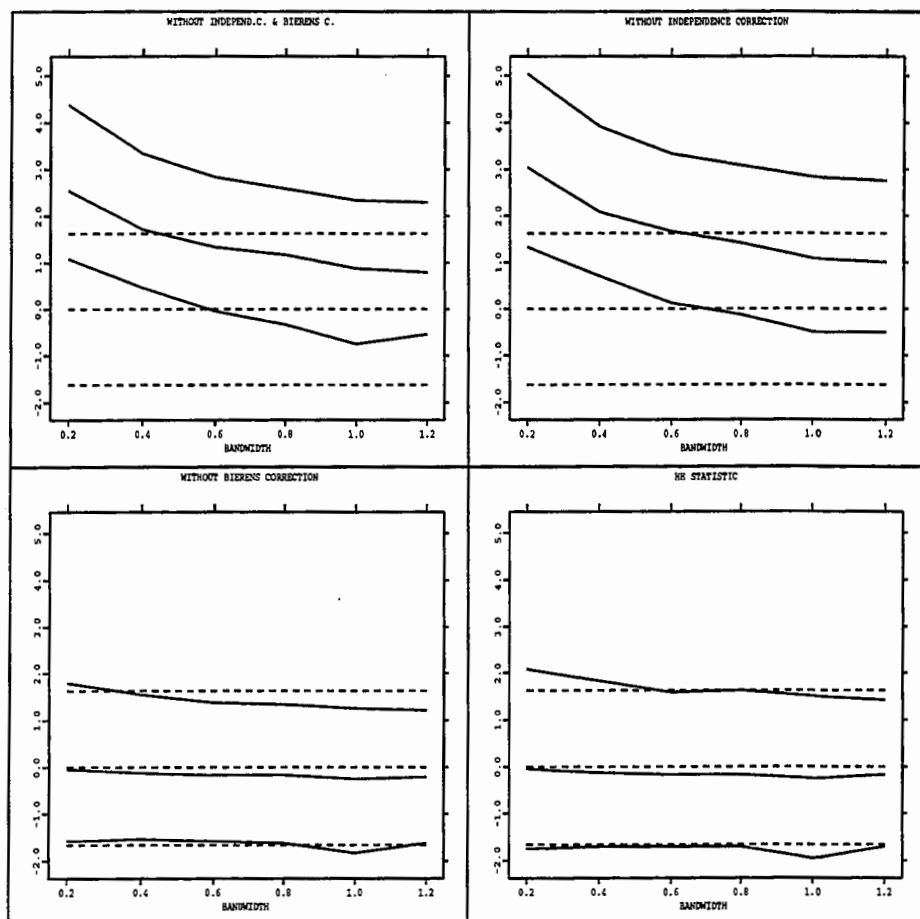 WITHOUT INDEPEND.C. & BIERENS C.
5.0
4.0
3.0
2.0
1.0
0.0
-1.0
-2.0
0.2 0.4 0.6 0.8 1.0 1.2
BANDWIDTH
WITHOUT INDEPENDENCE CORRECTION
5.0
4.0
3.0
2.0
1.0
0.0
-1.0
-2.0
0.2 0.4 0.6 0.8 1.0 1.2
BANDWIDTH
WITHOUT BIERENS CORRECTION
5.0
4.0
3.0
2.0
1.0
0.0
-1.0
-2.0
0.2 0.4 0.6 0.8 1.0 1.2
BANDWIDTH
HH STATISTIC
5.0
4.0
3.0
2.0
1.0
0.0
-1.0
-2.0
0.2 0.4 0.6 0.8 1.0 1.2
BANDWIDTH